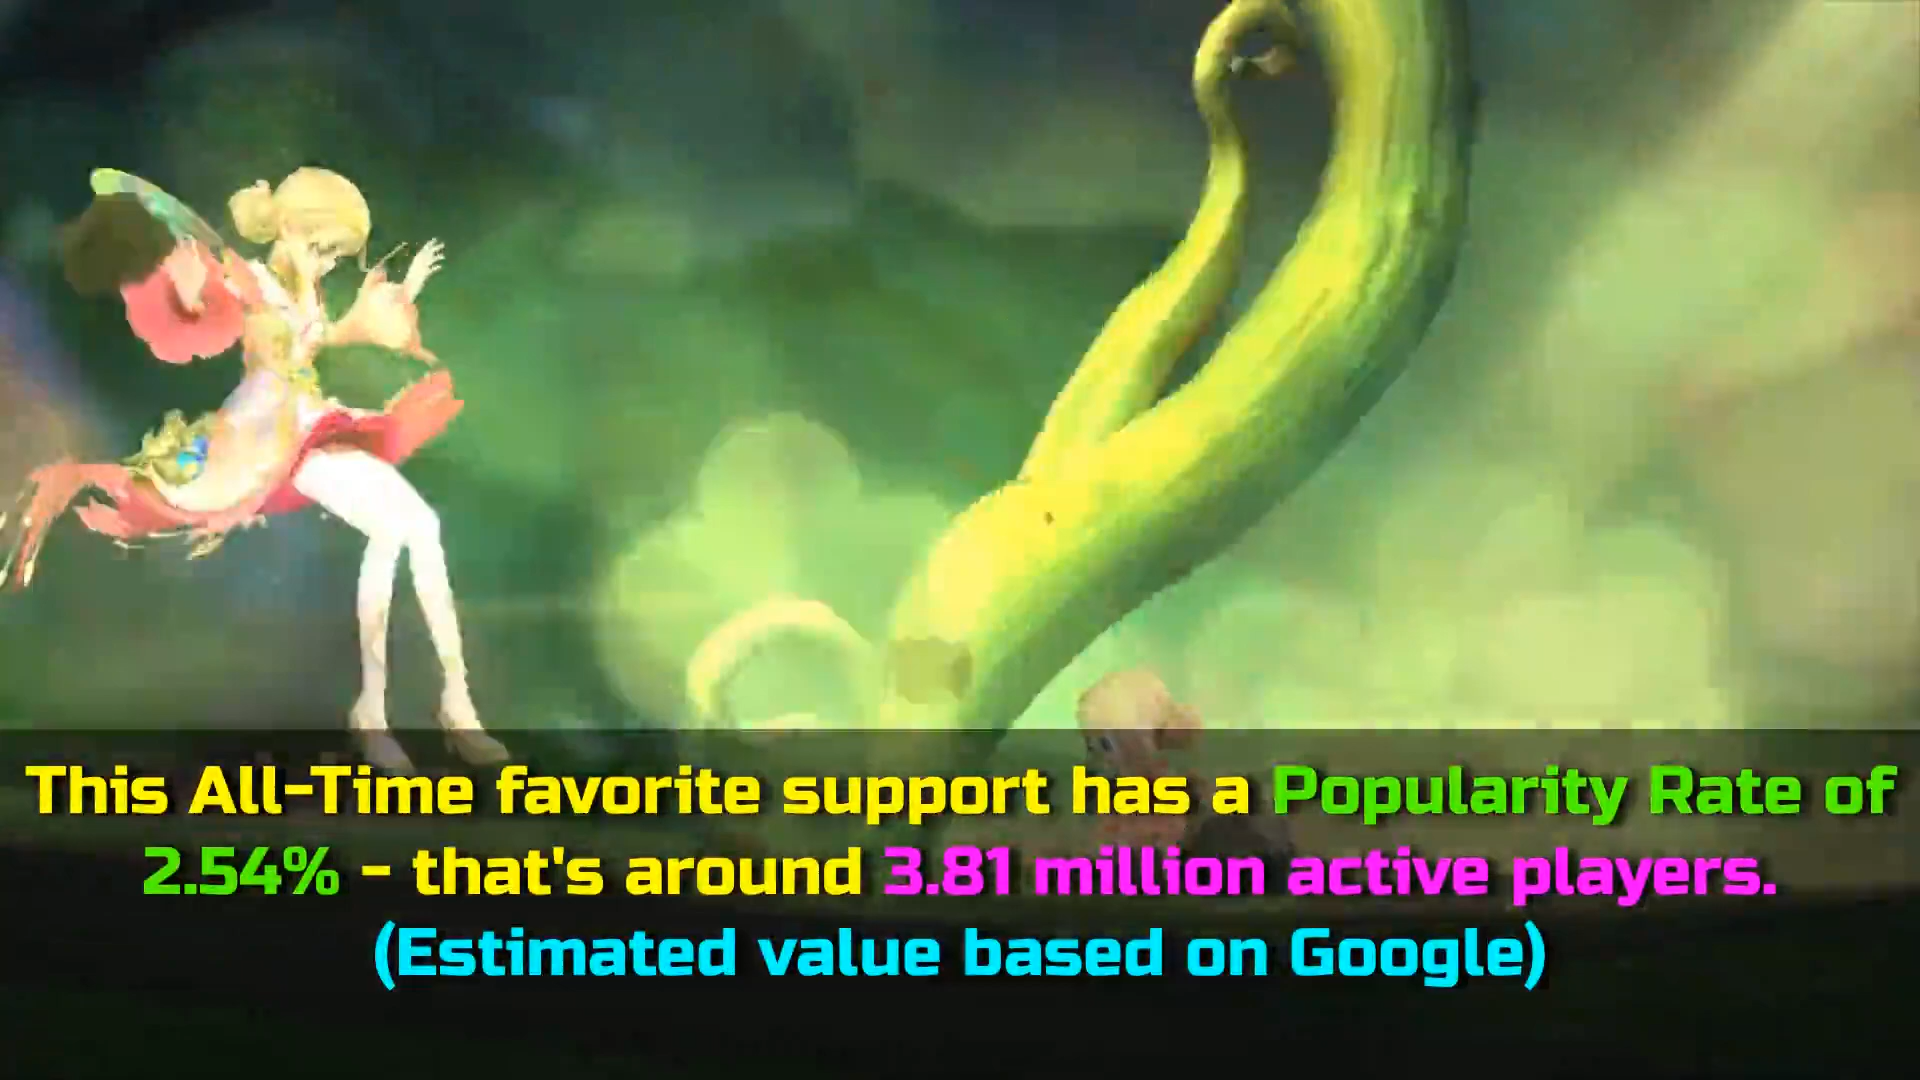 This All-Time favorite support has a Popularity Rate of
2.54% - that's around 3.81 million active players.
(Estimated value based on Google)